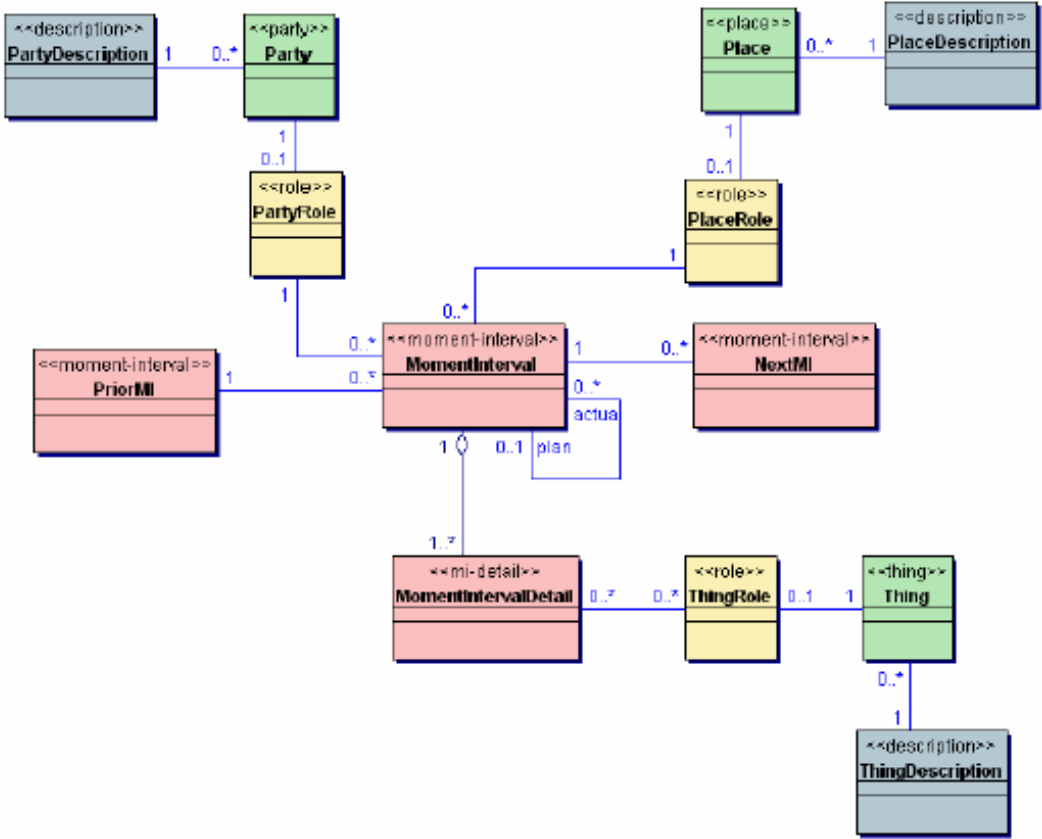 <<description>>
PartyDescription
1
0..*
<<party>>
Party
<<place>>
Place
0..*
1
<<description>>
PlaceDescription
1
0..1
1
0..1
<<role>>
PartyRole
<<role>>
PlaceRole
1
1
0..*
0..*
<<moment-interval>>
PriorMI
1
0..*
<<moment-interval>>
MomentInterval
1
0..*
<<moment-interval>>
NextMI
0..*
actua
1
0..1
plan
1..*
<<mi-detail>>
MomentIntervalDetail
0..*
0..*
<<role>>
ThingRole
0..1
1
<<thing>>
Thing
0..*
1
<<description>>
ThingDescription